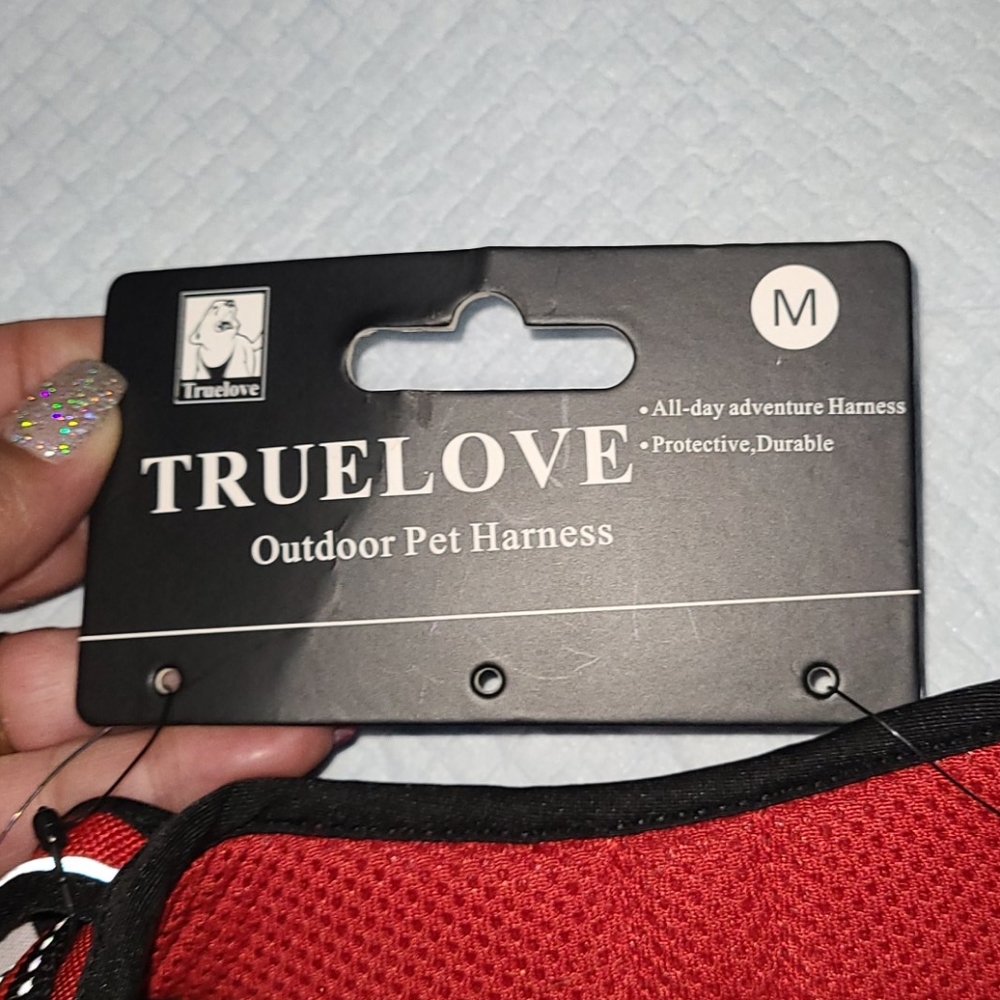 Truelove
M
• All-day adventure Harness
• Protective,Durable
TRUELOVE
Outdoor Pet Harness